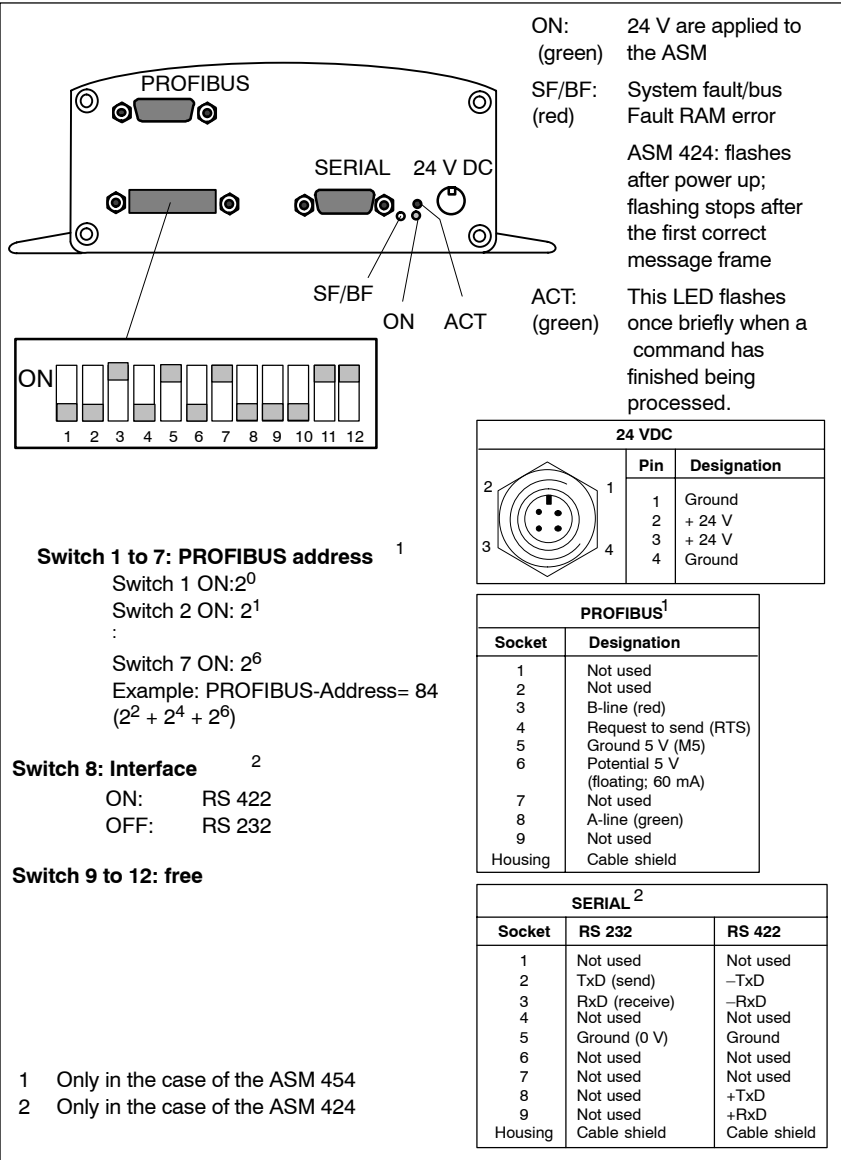 ON: 24 V are applied to
(green) the ASM
SF/BF: System fault/bus
(red) Fault RAM error
ASM 424: flashes
after power up;
flashing stops after
the first correct
message frame
ACT: This LED flashes
(green) once briefly when a
command has
finished being
processed.
PROFIBUS
SERIAL 24 V DC
SF/BF
ON ACT
ON
1 2 3 4 5 6 7 8 9 10 11 12
Switch 1 to 7: PROFIBUS address 1
Switch 1 ON:2⁰
Switch 2 ON: 2¹
:
Switch 7 ON: 2⁶
Example: PROFIBUS-Address= 84
(2² + 2⁴ + 2⁶)
Switch 8: Interface 2
ON: RS 422
OFF: RS 232
Switch 9 to 12: free
24 VDC
Pin Designation
2 1
3 4
1 Ground
2 + 24 V
3 + 24 V
4 Ground
PROFIBUS¹
Socket Designation
1 Not used
2 Not used
3 B-line (red)
4 Request to send (RTS)
5 Ground 5 V (M5)
6 Potential 5 V
(floating; 60 mA)
7 Not used
8 A-line (green)
9 Not used
Housing Cable shield
SERIAL ²
Socket RS 232 RS 422
1 Not used Not used
2 TxD (send) –TxD
3 RxD (receive) –RxD
4 Not used Not used
5 Ground (0 V) Ground
6 Not used Not used
7 Not used Not used
8 Not used +TxD
9 Not used +RxD
Housing Cable shield Cable shield
1 Only in the case of the ASM 454
2 Only in the case of the ASM 424